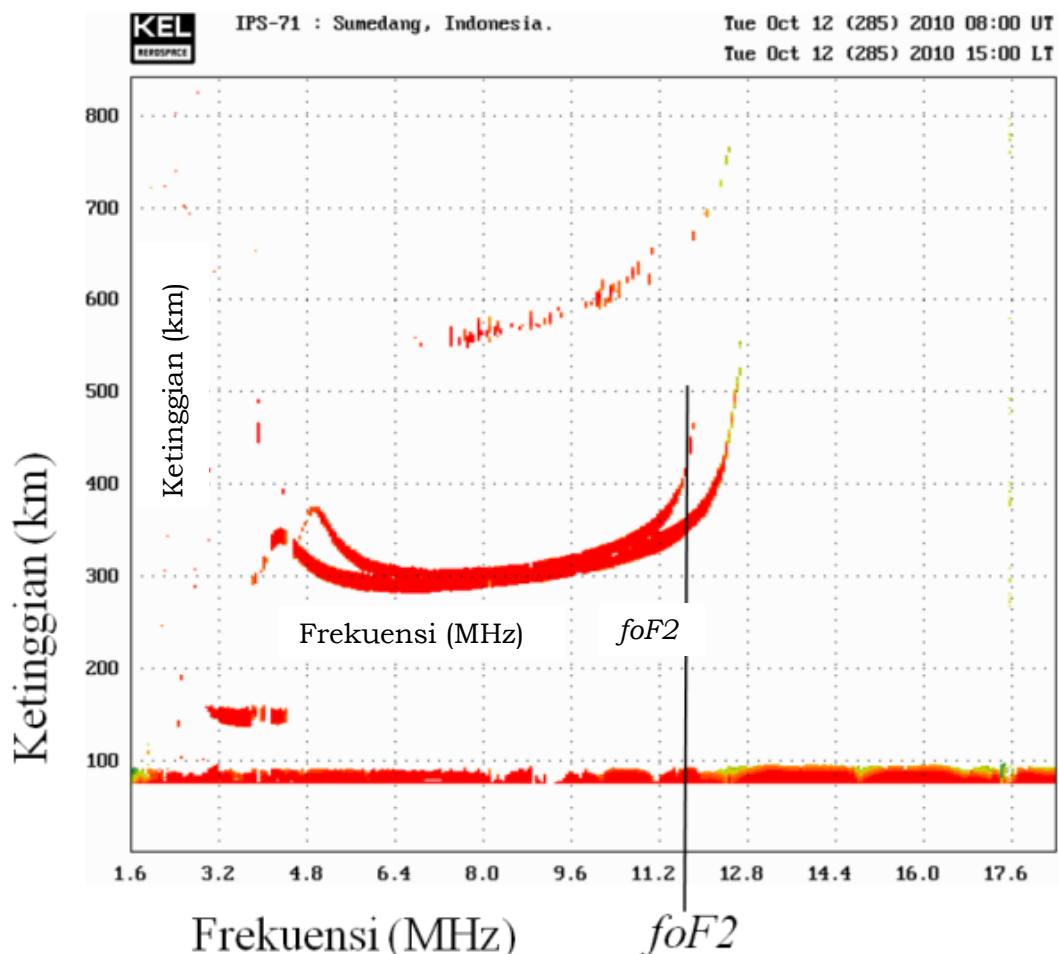 KEL
AEROSPACE
IPS-71 : Sumedang, Indonesia.
Tue Oct 12 (285) 2010 08:00 UT
Tue Oct 12 (285) 2010 15:00 LT
800
700
600
500
400
300
200
100
Ketinggian (km)
Ketinggian (km)
Frekuensi (MHz)
foF2
1.6 3.2 4.8 6.4 8.0 9.6 11.2 12.8 14.4 16.0 17.6
Frekuensi (MHz)
foF2